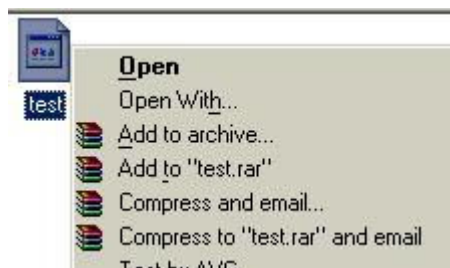 Open
test
Open With...
Add to archive...
Add to "test.rar"
Compress and email...
Compress to "test.rar" and email